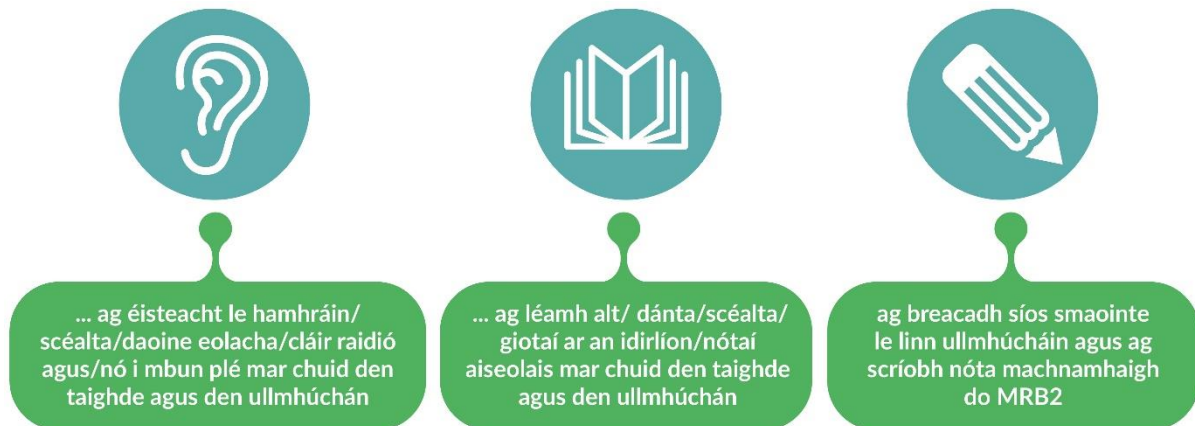 ... ag éisteacht le hamhráin/
scéalta/daoine eolacha/cláir raidió
agus/nó i mbun plé mar chuid den
taighde agus den ullmhúchán
... ag léamh alt/ dánta/scéalta/
giotaí ar an idirlíon/nótaí
aiseolais mar chuid den taighde
agus den ullmhúchán
ag breacadh síos smaointe
le linn ullmhúcháin agus ag
scríobh nóta machnamhaigh
do MRB2